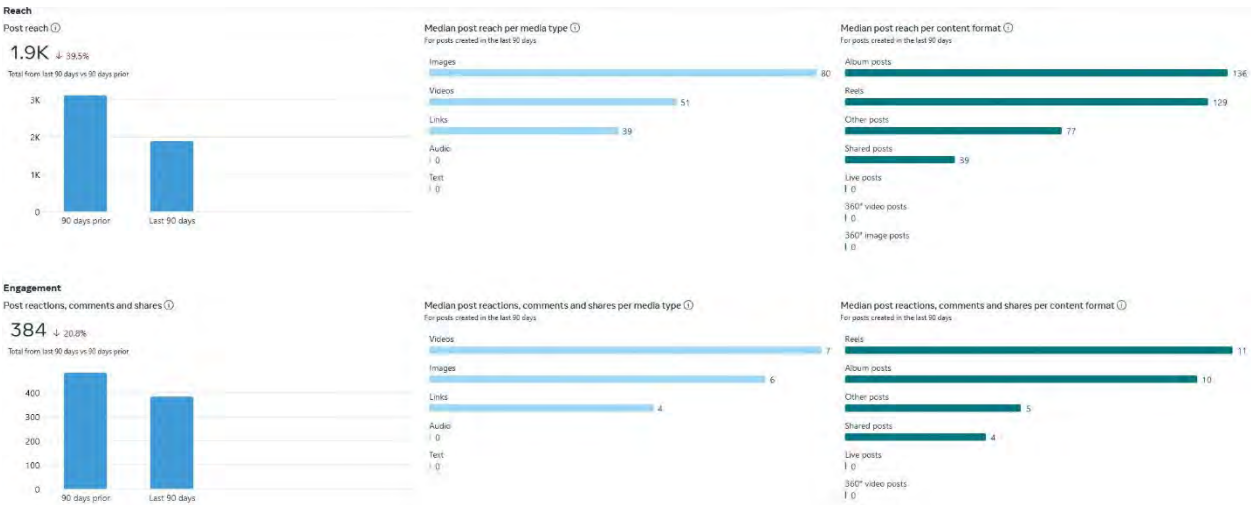 Reach
Post reach
1.9K ↓ 39.5%
Total from last 90 days vs 90 days prior
3K
2K
1K
0
90 days prior Last 90 days
Median post reach per media type
For posts created in the last 90 days
Images
80
Videos
51
Links
39
Audio
0
Text
0
Median post reach per content format
For posts created in the last 90 days
Album posts
136
Reels
129
Other posts
77
Shared posts
39
Live posts
0
360° video posts
0
360° image posts
0
Engagement
Post reactions, comments and shares
384 ↓ 20.8%
Total from last 90 days vs 90 days prior
400
300
200
100
0
90 days prior Last 90 days
Median post reactions, comments and shares per media type
For posts created in the last 90 days
Videos
7
Images
6
Links
4
Audio
0
Text
0
Median post reactions, comments and shares per content format
For posts created in the last 90 days
Reels
11
Album posts
10
Other posts
5
Shared posts
4
Live posts
0
360° video posts
0